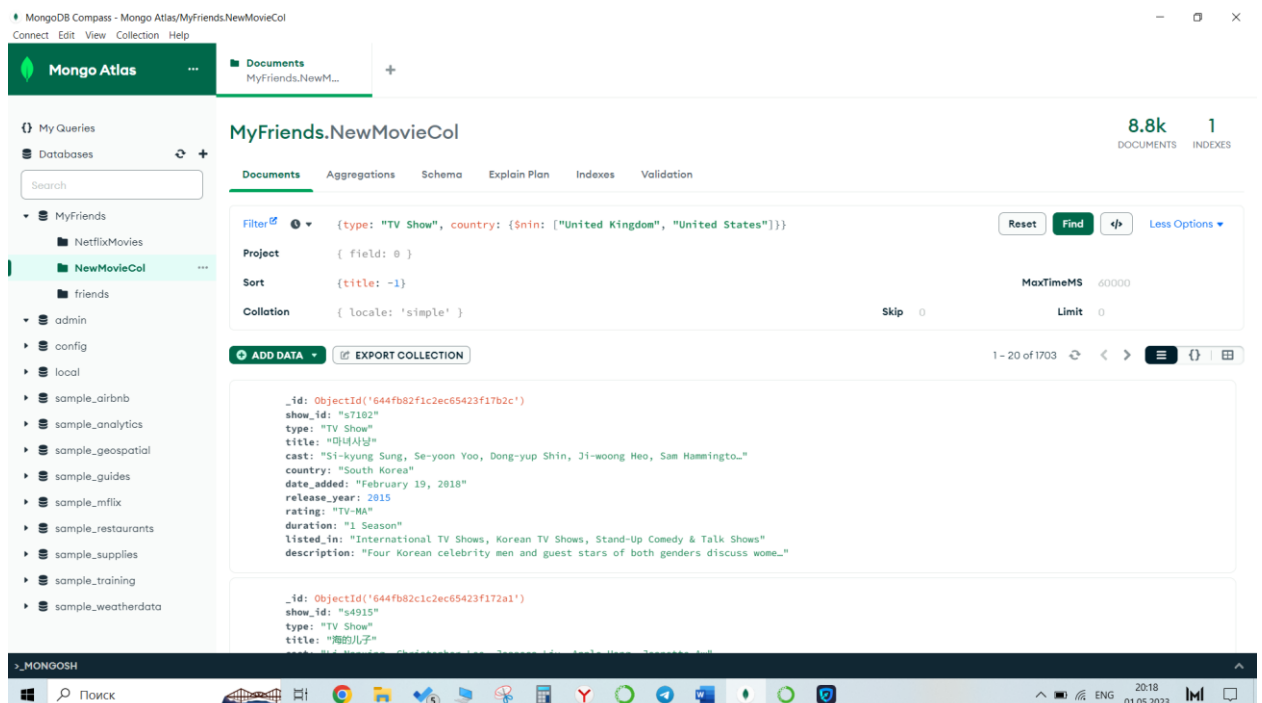 MongoDB Compass - Mongo Atlas/MyFriends.NewMovieCol
Connect Edit View Collection Help
Mongo Atlas ...
Documents
MyFriends.NewM...
My Queries
Databases
Search
MyFriends
NetflixMovies
NewMovieCol ...
friends
admin
config
local
sample_airbnb
sample_analytics
sample_geospatial
sample_guides
sample_mflix
sample_restaurants
sample_supplies
sample_training
sample_weatherdata
MyFriends.NewMovieCol
8.8k 1
DOCUMENTS INDEXES
Documents Aggregations Schema Explain Plan Indexes Validation
Filter {type: "TV Show", country: {$nin: ["United Kingdom", "United States"]}} Reset Find </> Less Options
Project { field: 0 }
Sort {title: -1} MaxTimeMS 60000
Collation { locale: 'simple' } Skip 0 Limit 0
ADD DATA EXPORT COLLECTION 1 - 20 of 1703 {}
_id: ObjectId('644fb82f1c2ec65423f17b2c')
show_id: "s7102"
type: "TV Show"
title: "마녀사냥"
cast: "Si-kyung Sung, Se-yoon Yoo, Dong-yup Shin, Ji-woong Heo, Sam Hammingto…"
country: "South Korea"
date_added: "February 19, 2018"
release_year: 2015
rating: "TV-MA"
duration: "1 Season"
listed_in: "International TV Shows, Korean TV Shows, Stand-Up Comedy & Talk Shows"
description: "Four Korean celebrity men and guest stars of both genders discuss wome…"
_id: ObjectId('644fb82c1c2ec65423f172a1')
show_id: "s4915"
type: "TV Show"
title: "海的儿子"
>_MONGOSH
Поиск
ENG
20:18
01.05.2023